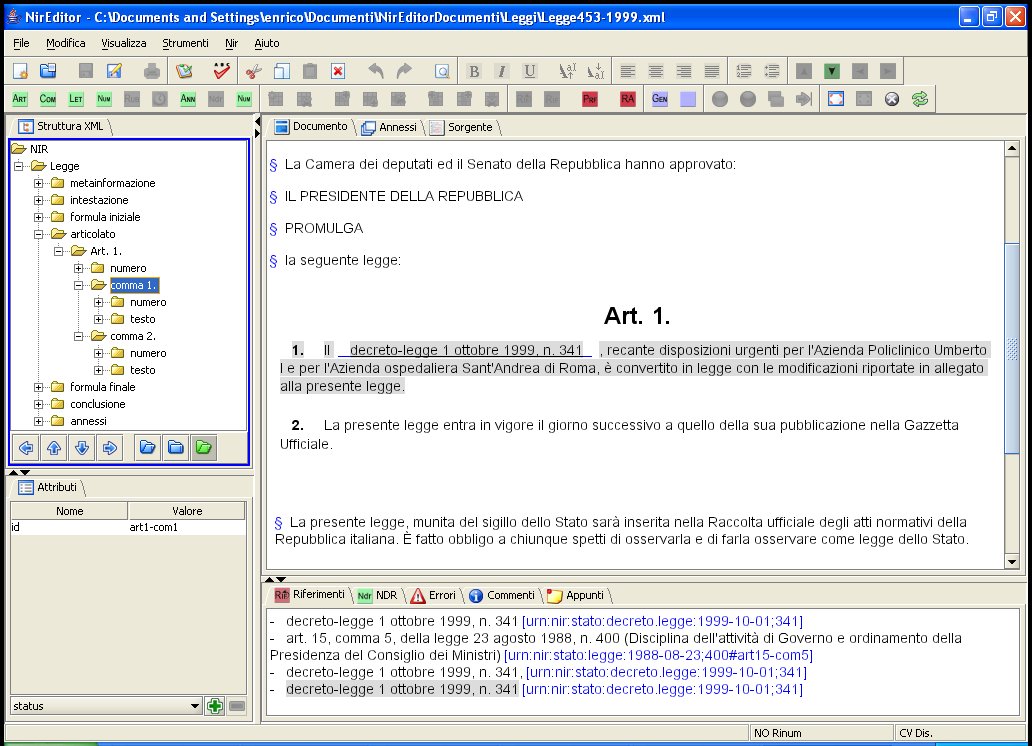 NirEditor - C:\Documents and Settings\enrico\Documenti\NirEditorDocumenti\Leggi\Legge453-1999.xml
File Modifica Visualizza Strumenti Nir Aiuto
B I U
ART COM LET NUM RUB ANN Ndr NUM RIF RIF PRF RA GEN
Struttura XML
NIR
Legge
metainformazione
intestazione
formula iniziale
articolato
Art. 1.
numero
comma 1.
numero
testo
comma 2.
numero
testo
formula finale
conclusione
annessi
Attributi
Nome Valore
id art1-com1
status
Documento Annessi Sorgente
§ La Camera dei deputati ed il Senato della Repubblica hanno approvato:
§ IL PRESIDENTE DELLA REPUBBLICA
§ PROMULGA
§ la seguente legge:
Art. 1.
1. Il decreto-legge 1 ottobre 1999, n. 341 , recante disposizioni urgenti per l'Azienda Policlinico Umberto
I e per l'Azienda ospedaliera Sant'Andrea di Roma, è convertito in legge con le modificazioni riportate in allegato
alla presente legge.
2. La presente legge entra in vigore il giorno successivo a quello della sua pubblicazione nella Gazzetta
Ufficiale.
§ La presente legge, munita del sigillo dello Stato sarà inserita nella Raccolta ufficiale degli atti normativi della
Repubblica italiana. È fatto obbligo a chiunque spetti di osservarla e di farla osservare come legge dello Stato.
Rif Riferimenti Ndr NDR Errori Commenti Appunti
- decreto-legge 1 ottobre 1999, n. 341 [urn:nir:stato:decreto.legge:1999-10-01;341]
- art. 15, comma 5, della legge 23 agosto 1988, n. 400 (Disciplina dell'attività di Governo e ordinamento della
Presidenza del Consiglio dei Ministri) [urn:nir:stato:legge:1988-08-23;400#art15-com5]
- decreto-legge 1 ottobre 1999, n. 341, [urn:nir:stato:decreto.legge:1999-10-01;341]
- decreto-legge 1 ottobre 1999, n. 341 [urn:nir:stato:decreto.legge:1999-10-01;341]
NO Rinum CV Dis.